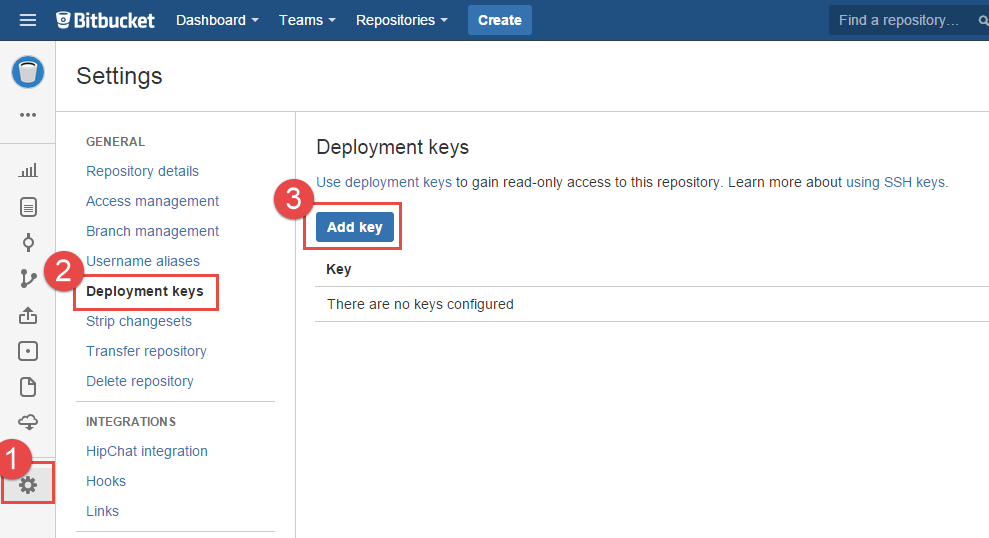 Bitbucket Dashboard Teams Repositories Create Find a repository...
Settings
GENERAL
Repository details
Access management
Branch management
Username aliases
2
Deployment keys
Strip changesets
Transfer repository
Delete repository
INTEGRATIONS
HipChat integration
1
Hooks
Links
Deployment keys
Use deployment keys to gain read-only access to this repository. Learn more about using SSH keys.
3
Add key
Key
There are no keys configured